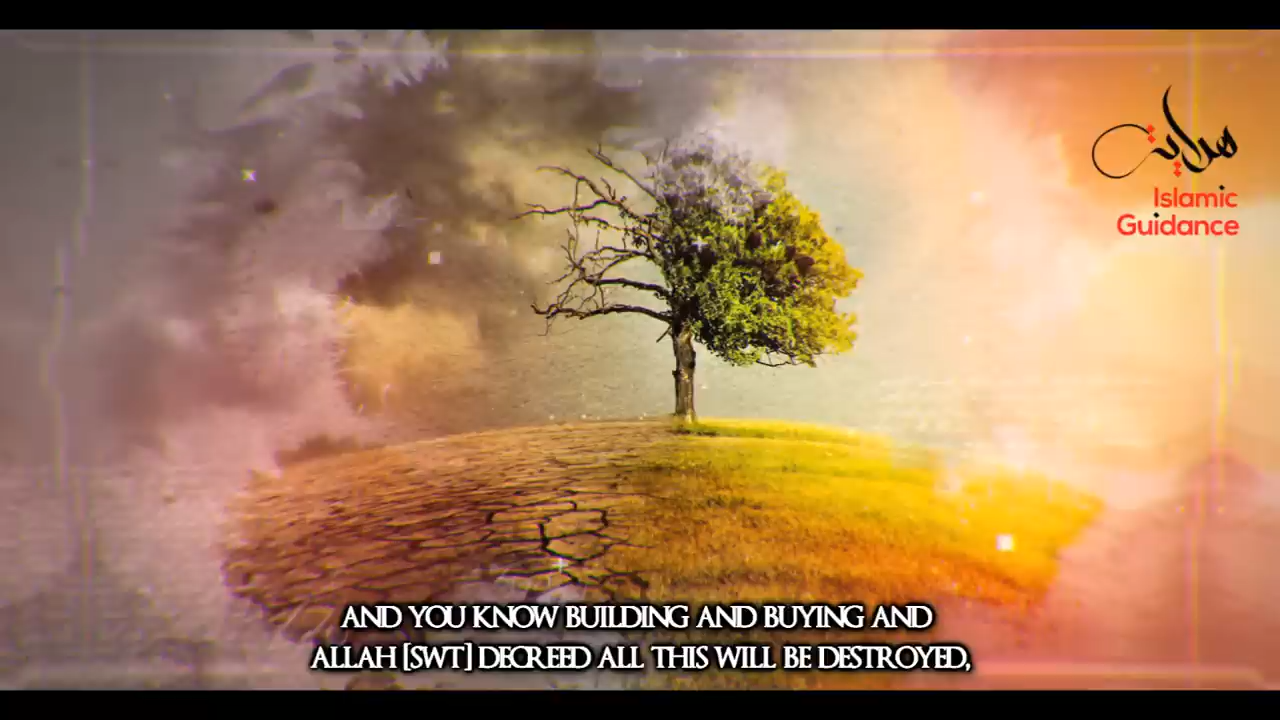 هداية
Islamic
Guidance
AND YOU KNOW BUILDING AND BUYING AND
ALLAH [SWT] DECREED ALL THIS WILL BE DESTROYED,